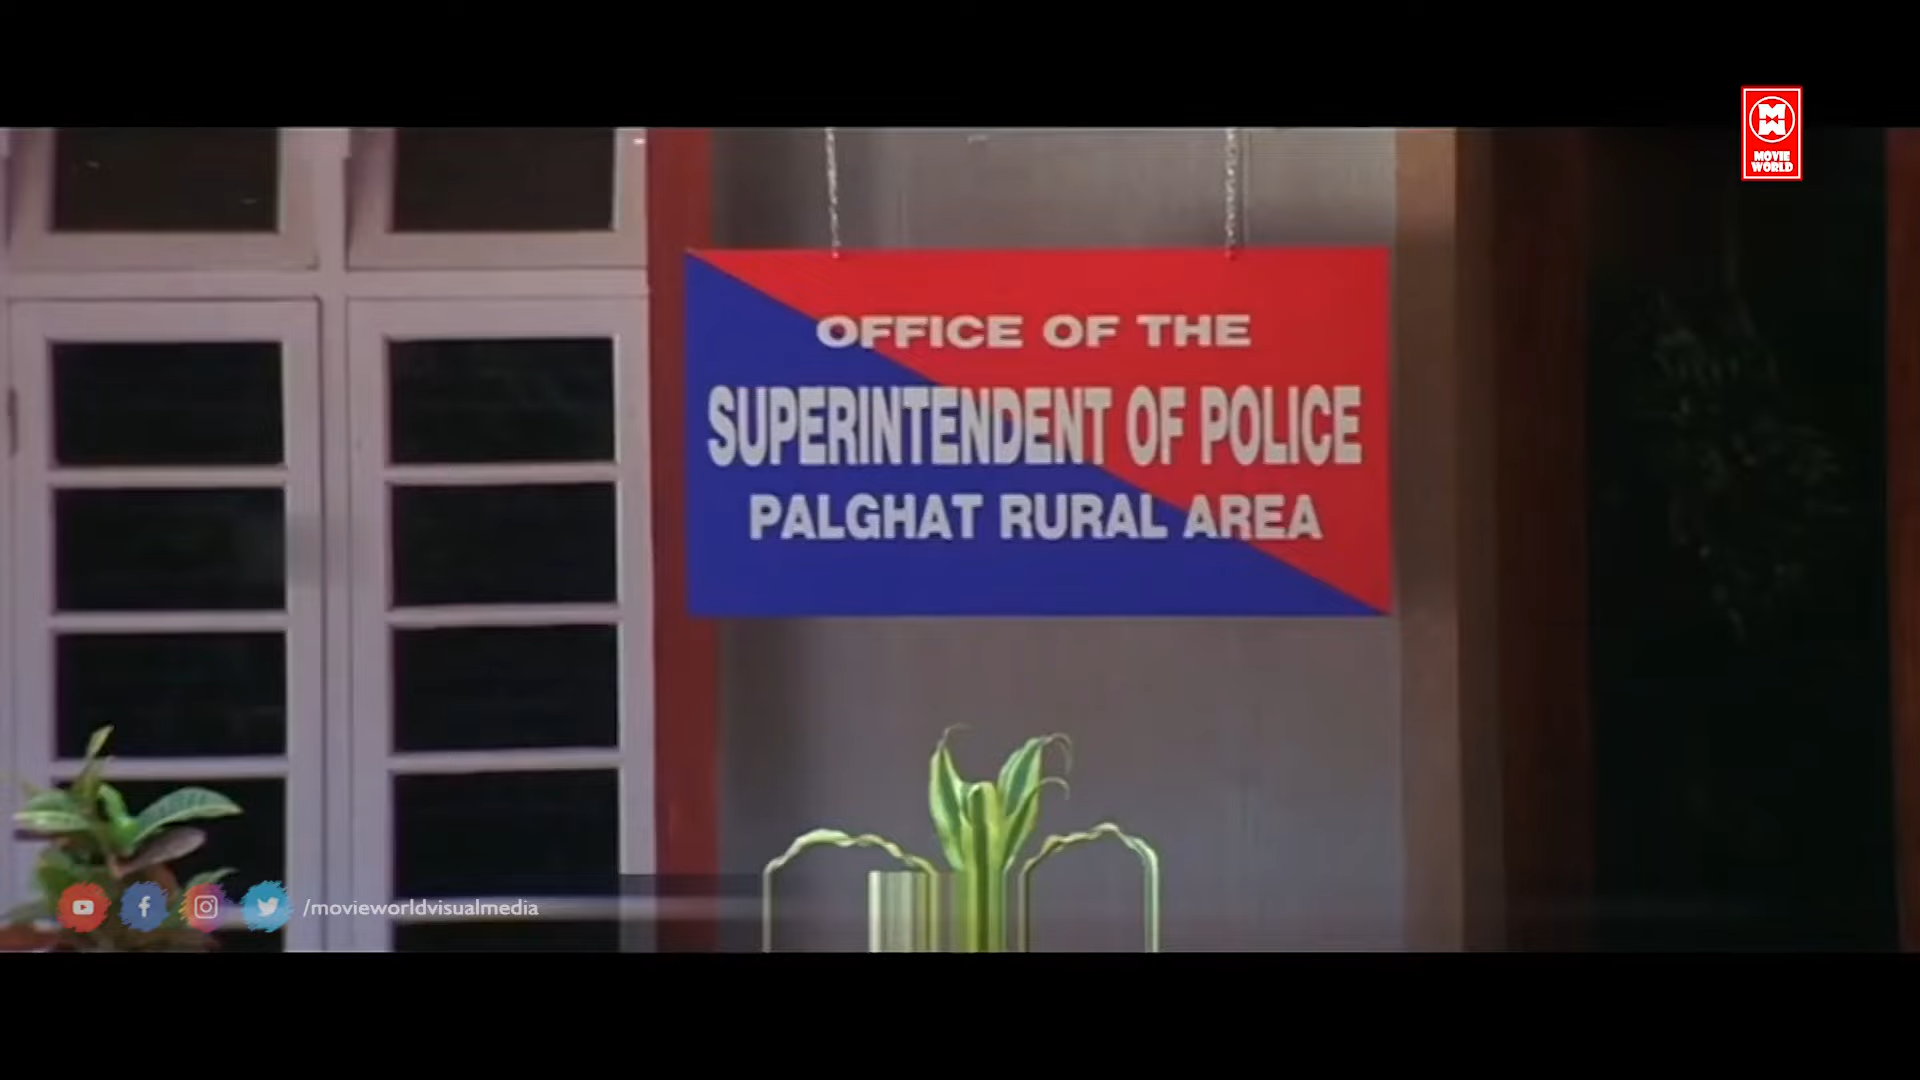 MOVIE
WORLD
OFFICE OF THE
SUPERINTENDENT OF POLICE
PALGHAT RURAL AREA
/movieworldvisualmedia